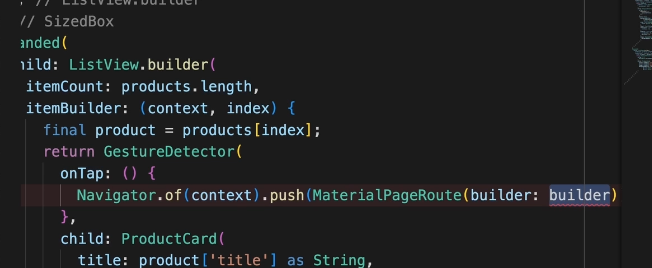 // ListView.builder
// SizedBox
anded(
hild: ListView.builder(
itemCount: products.length,
itemBuilder: (context, index) {
final product = products[index];
return GestureDetector(
onTap: () {
Navigator.of(context).push(MaterialPageRoute(builder: builder)
},
child: ProductCard(
title: product['title'] as String,